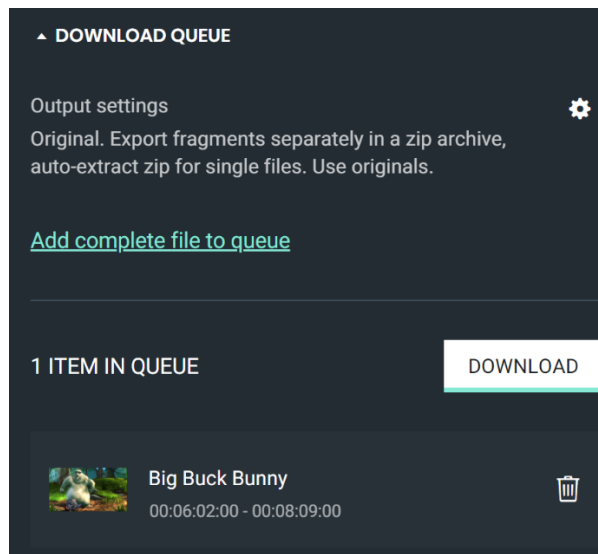 DOWNLOAD QUEUE
Output settings
Original. Export fragments separately in a zip archive,
auto-extract zip for single files. Use originals.
Add complete file to queue
1 ITEM IN QUEUE
DOWNLOAD
Big Buck Bunny
00:06:02:00 - 00:08:09:00